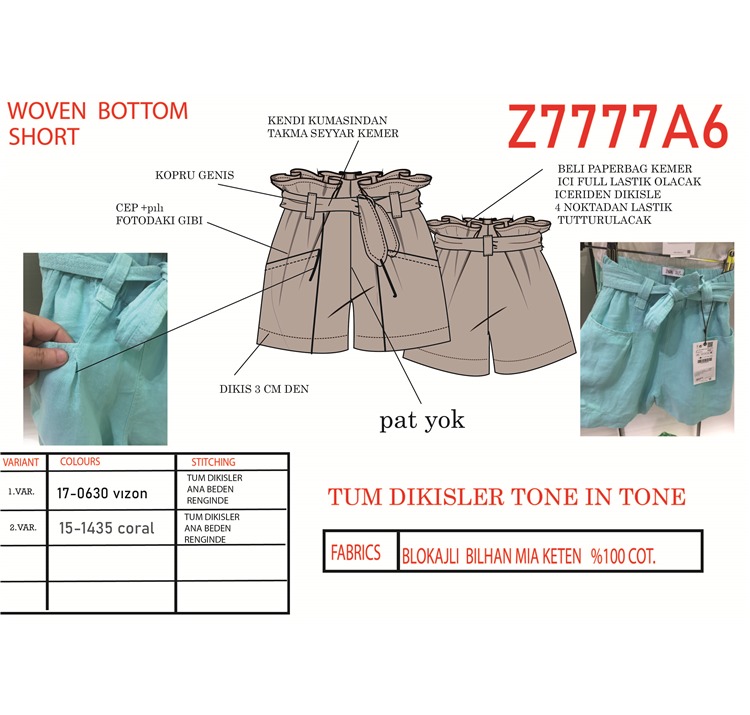 WOVEN BOTTOM
SHORT
KENDI KUMASINDAN
TAKMA SEYYAR KEMER
Z7777A6
KOPRU GENIS
CEP +pılı
FOTODAKI GIBI
BELI PAPERBAG KEMER
ICI FULL LASTIK OLACAK
ICERIDEN DIKISLE
4 NOKTADAN LASTIK
TUTTURULACAK
DIKIS 3 CM DEN
pat yok
VARIANT COLOURS STITCHING
1.VAR. 17-0630 vızon TUM DIKISLER
ANA BEDEN
RENGINDE
2.VAR. 15-1435 coral TUM DIKISLER
ANA BEDEN
RENGINDE
TUM DIKISLER TONE IN TONE
FABRICS BLOKAJLI BILHAN MIA KETEN %100 COT.